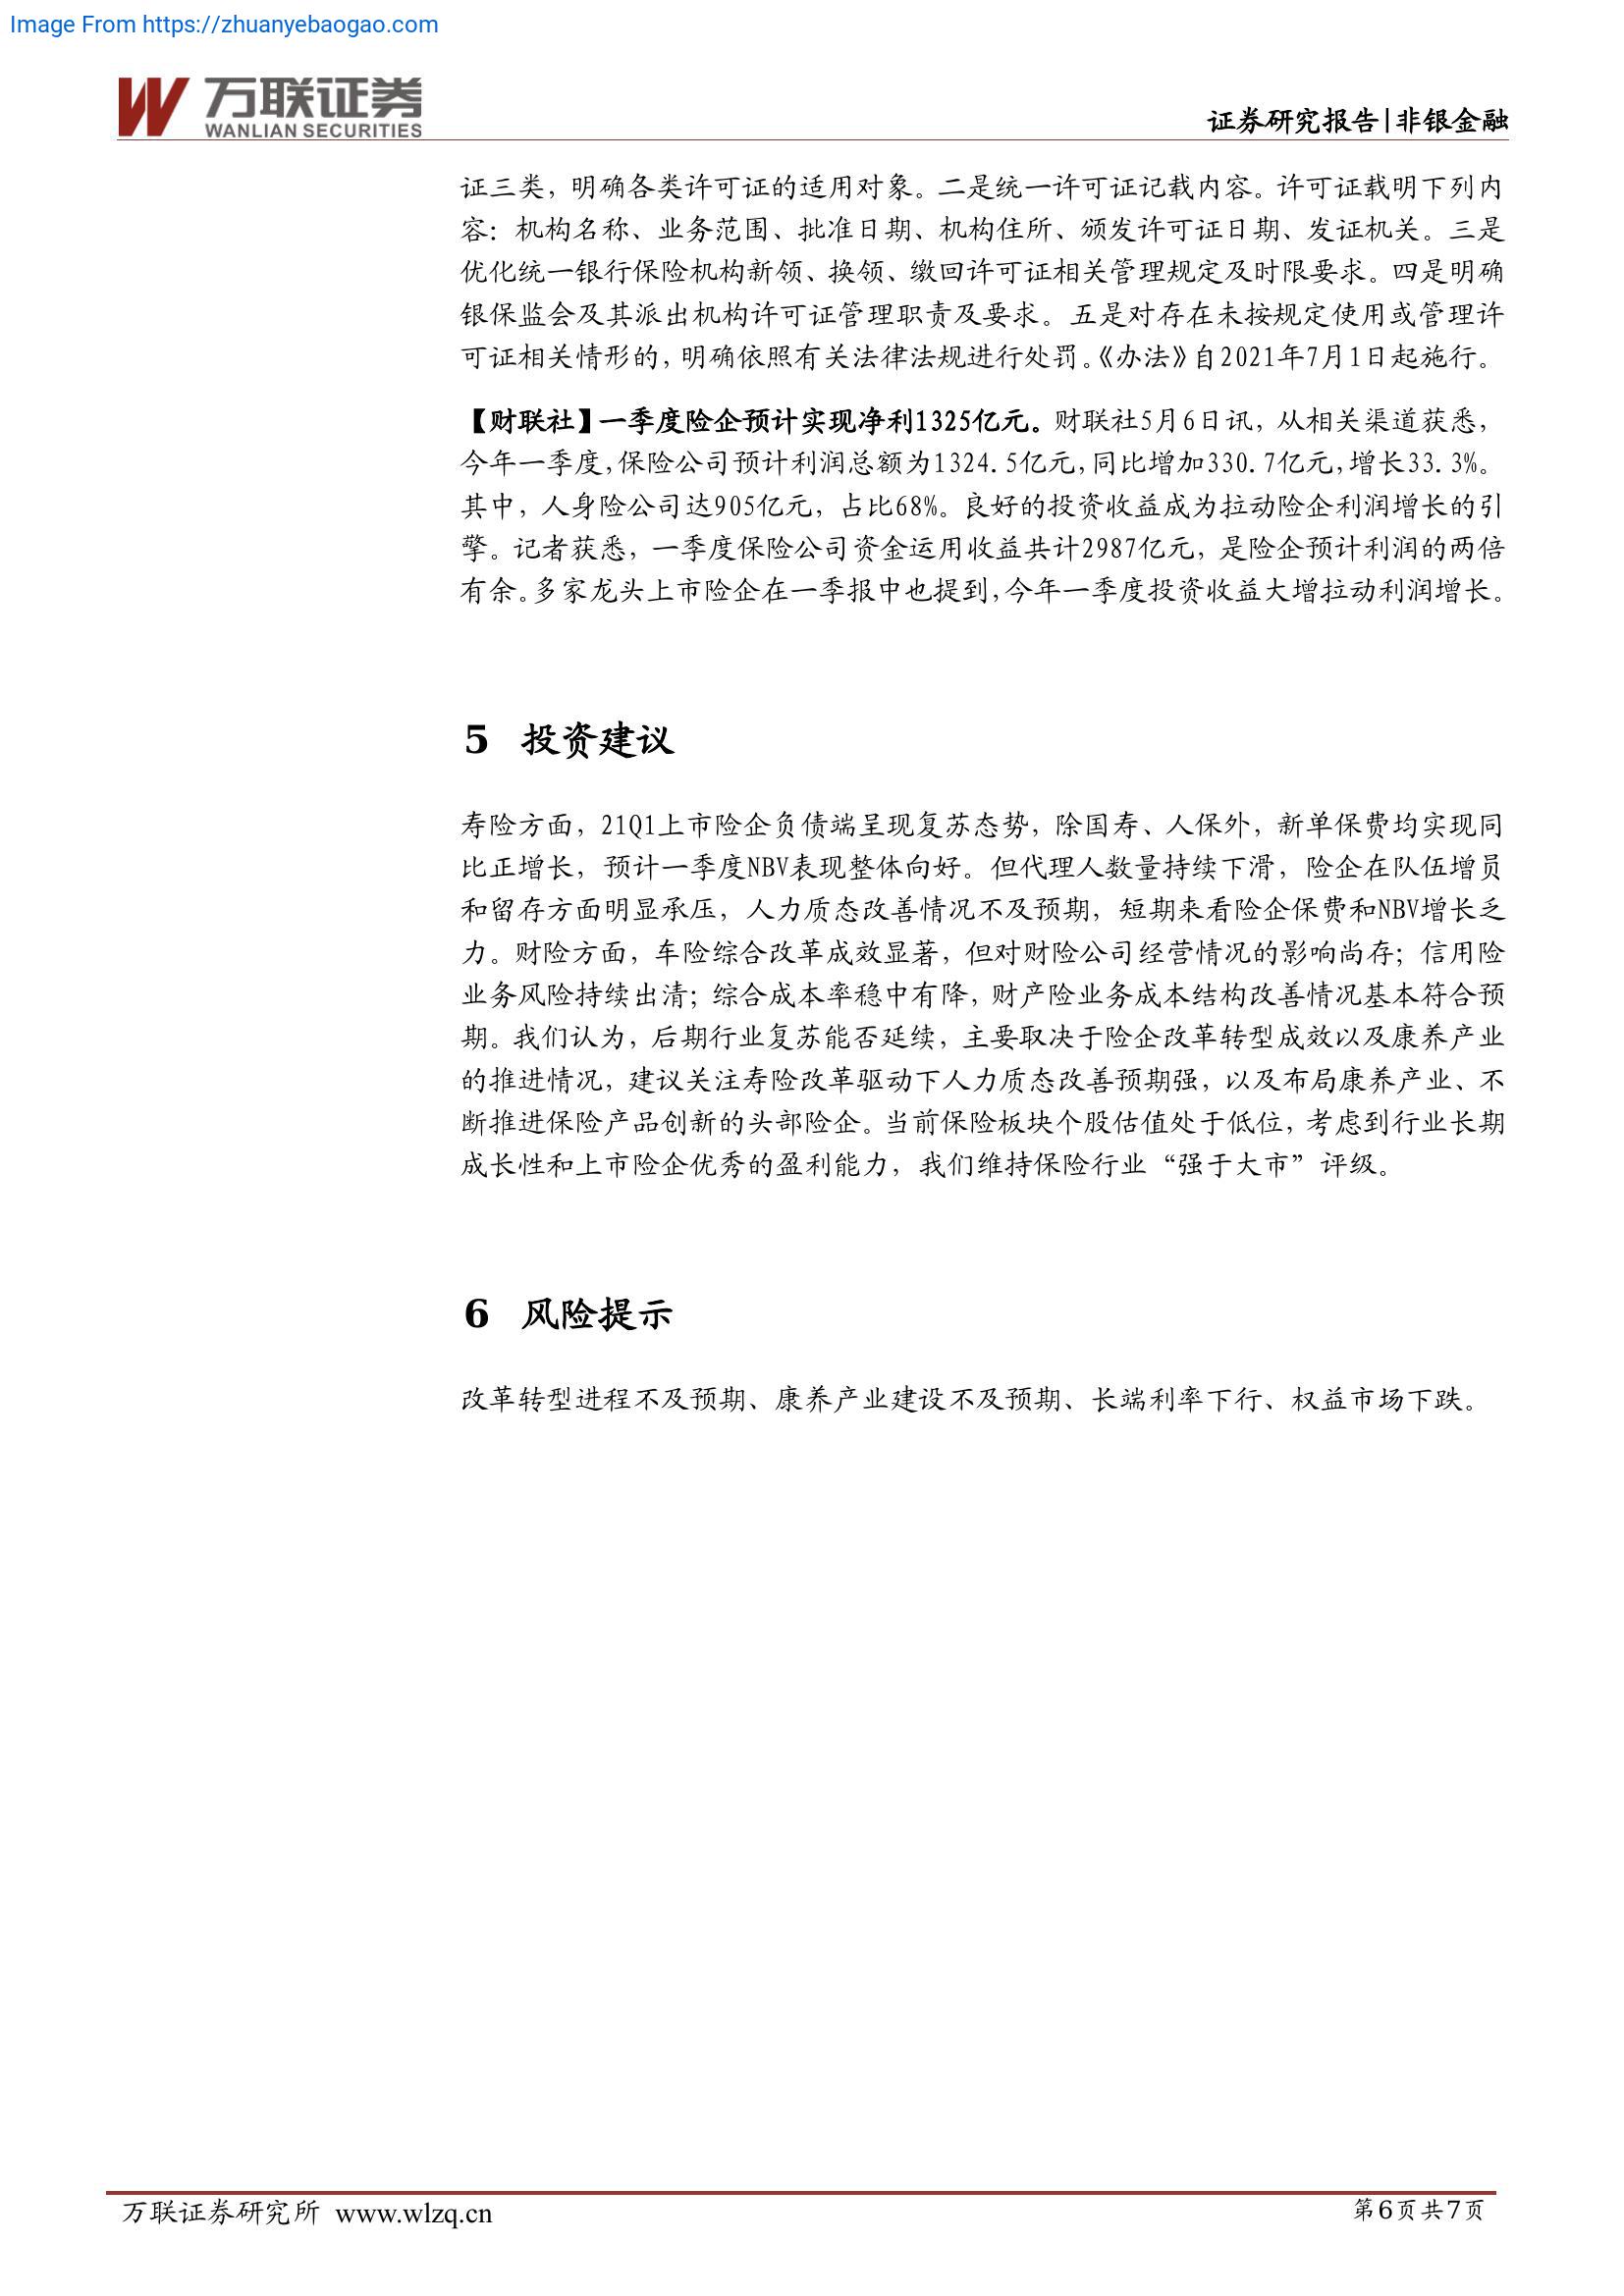 Image From https://zhuanyebaogao.com
万联证券
WANLIAN SECURITIES
证券研究报告|非银金融
证三类，明确各类许可证的适用对象。二是统一许可证记载内容。许可证载明下列内
容：机构名称、业务范围、批准日期、机构住所、颁发许可证日期、发证机关。三是
优化统一银行保险机构新领、换领、缴回许可证相关管理规定及时限要求。四是明确
银保监会及其派出机构许可证管理职责及要求。五是对存在未按规定使用或管理许
可证相关情形的，明确依照有关法律法规进行处罚。《办法》自2021年7月1日起施行。
【财联社】一季度险企预计实现净利1325亿元。财联社5月6日讯，从相关渠道获悉，
今年一季度，保险公司预计利润总额为1324.5亿元，同比增加330.7亿元，增长33.3%。
其中，人身险公司达905亿元，占比68%。良好的投资收益成为拉动险企利润增长的引
擎。记者获悉，一季度保险公司资金运用收益共计2987亿元，是险企预计利润的两倍
有余。多家龙头上市险企在一季报中也提到，今年一季度投资收益大增拉动利润增长。
5 投资建议
寿险方面，21Q1上市险企负债端呈现复苏态势，除国寿、人保外，新单保费均实现同
比正增长，预计一季度NBV表现整体向好。但代理人数量持续下滑，险企在队伍增员
和留存方面明显承压，人力质态改善情况不及预期，短期来看险企保费和NBV增长乏
力。财险方面，车险综合改革成效显著，但对财险公司经营情况的影响尚存；信用险
业务风险持续出清；综合成本率稳中有降，财产险业务成本结构改善情况基本符合预
期。我们认为，后期行业复苏能否延续，主要取决于险企改革转型成效以及康养产业
的推进情况，建议关注寿险改革驱动下人力质态改善预期强，以及布局康养产业、不
断推进保险产品创新的头部险企。当前保险板块个股估值处于低位，考虑到行业长期
成长性和上市险企优秀的盈利能力，我们维持保险行业“强于大市”评级。
6 风险提示
改革转型进程不及预期、康养产业建设不及预期、长端利率下行、权益市场下跌。
万联证券研究所 www.wlzq.cn
第6页共7页